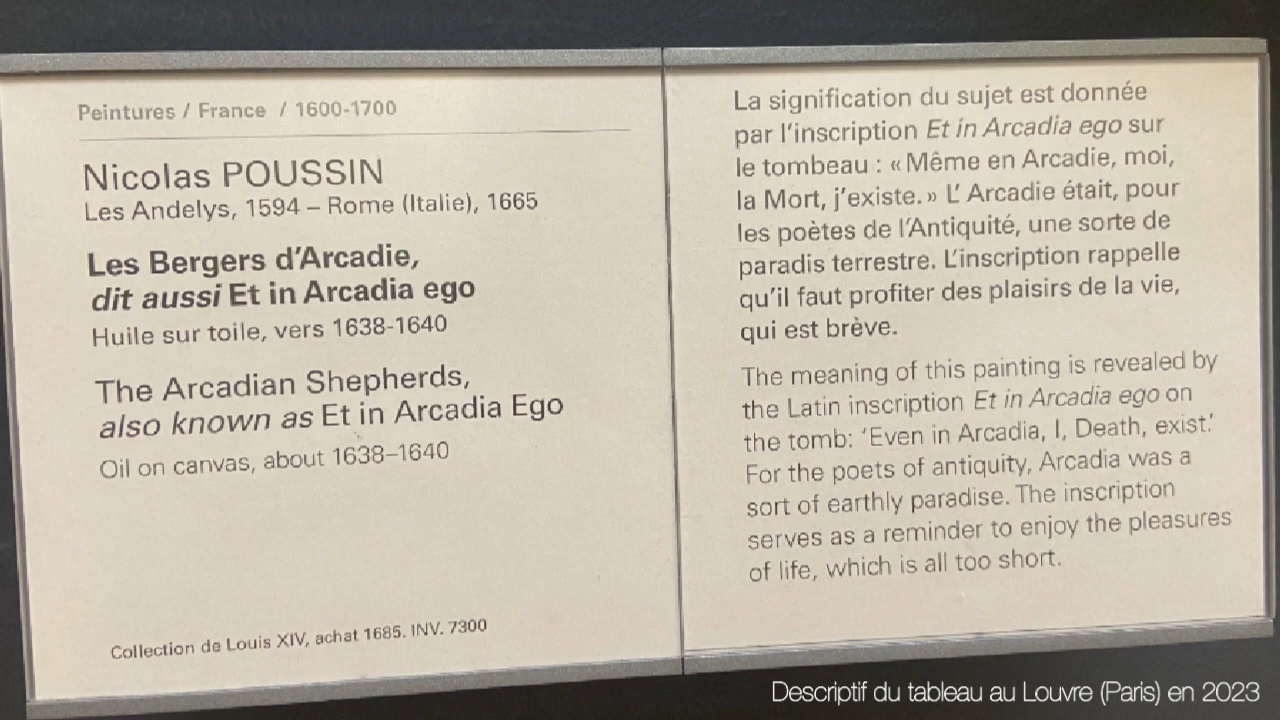 Peintures / France / 1600-1700
Nicolas POUSSIN
Les Andelys, 1594 – Rome (Italie), 1665
Les Bergers d'Arcadie,
dit aussi Et in Arcadia ego
Huile sur toile, vers 1638-1640
The Arcadian Shepherds,
also known as Et in Arcadia Ego
Oil on canvas, about 1638–1640
Collection de Louis XIV, achat 1685. INV. 7300
La signification du sujet est donnée
par l'inscription Et in Arcadia ego sur
le tombeau : « Même en Arcadie, moi,
la Mort, j'existe. » L' Arcadie était, pour
les poètes de l'Antiquité, une sorte de
paradis terrestre. L'inscription rappelle
qu'il faut profiter des plaisirs de la vie,
qui est brève.
The meaning of this painting is revealed by
the Latin inscription Et in Arcadia ego on
the tomb: 'Even in Arcadia, I, Death, exist.'
For the poets of antiquity, Arcadia was a
sort of earthly paradise. The inscription
serves as a reminder to enjoy the pleasures
of life, which is all too short.
Descriptif du tableau au Louvre (Paris) en 2023